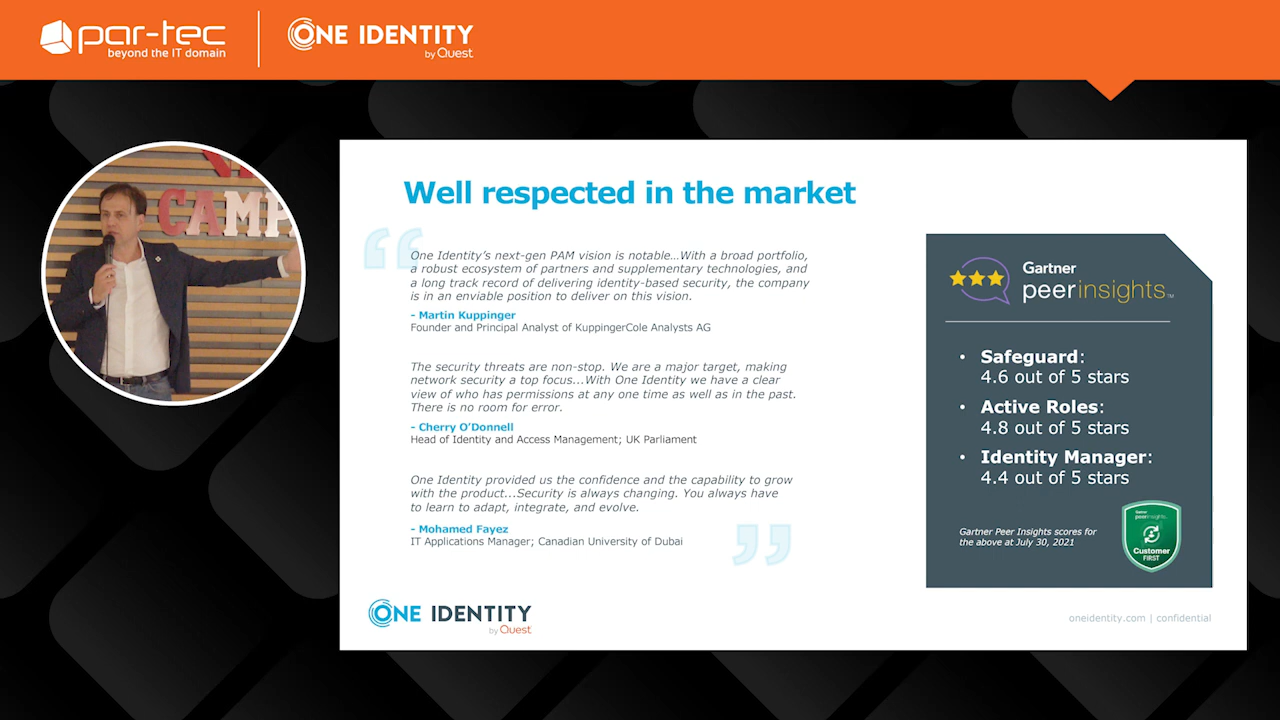 par-tec
beyond the IT domain
ONE IDENTITY
by Quest
CAMP
Well respected in the market
“
One Identity’s next-gen PAM vision is notable…With a broad portfolio,
a robust ecosystem of partners and supplementary technologies, and
a long track record of delivering identity-based security, the company
is in an enviable position to deliver on this vision.
- Martin Kuppinger
Founder and Principal Analyst of KuppingerCole Analysts AG
The security threats are non-stop. We are a major target, making
network security a top focus...With One Identity we have a clear
view of who has permissions at any one time as well as in the past.
There is no room for error.
- Cherry O’Donnell
Head of Identity and Access Management; UK Parliament
One Identity provided us the confidence and the capability to grow
with the product...Security is always changing. You always have
to learn to adapt, integrate, and evolve.
- Mohamed Fayez
IT Applications Manager; Canadian University of Dubai
”
Gartner
peerinsights™
• Safeguard:
4.6 out of 5 stars
• Active Roles:
4.8 out of 5 stars
• Identity Manager:
4.4 out of 5 stars
Gartner Peer Insights scores for
the above at July 30, 2021
Gartner
peerinsights
Customer
FIRST
ONE IDENTITY
by Quest
oneidentity.com | confidential